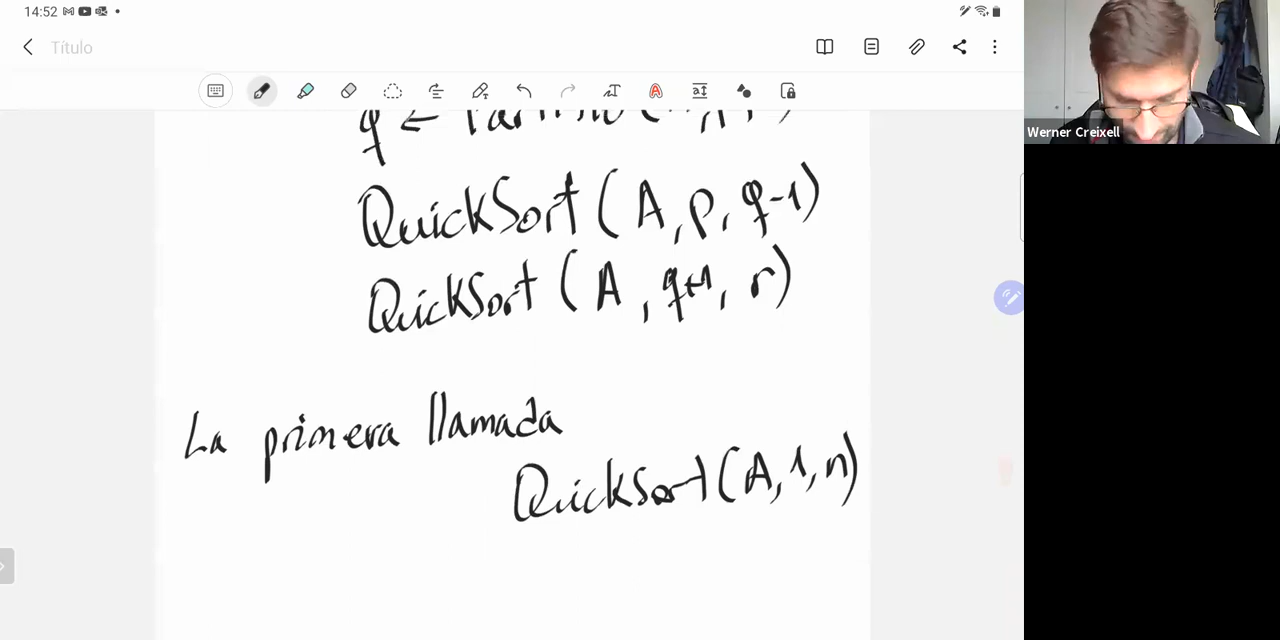 14:52
Título
q ←
QuickSort (A, p, q-1)
QuickSort (A, q+1, r)
La primera llamada
QuickSort (A, 1, n)
Werner Creixell